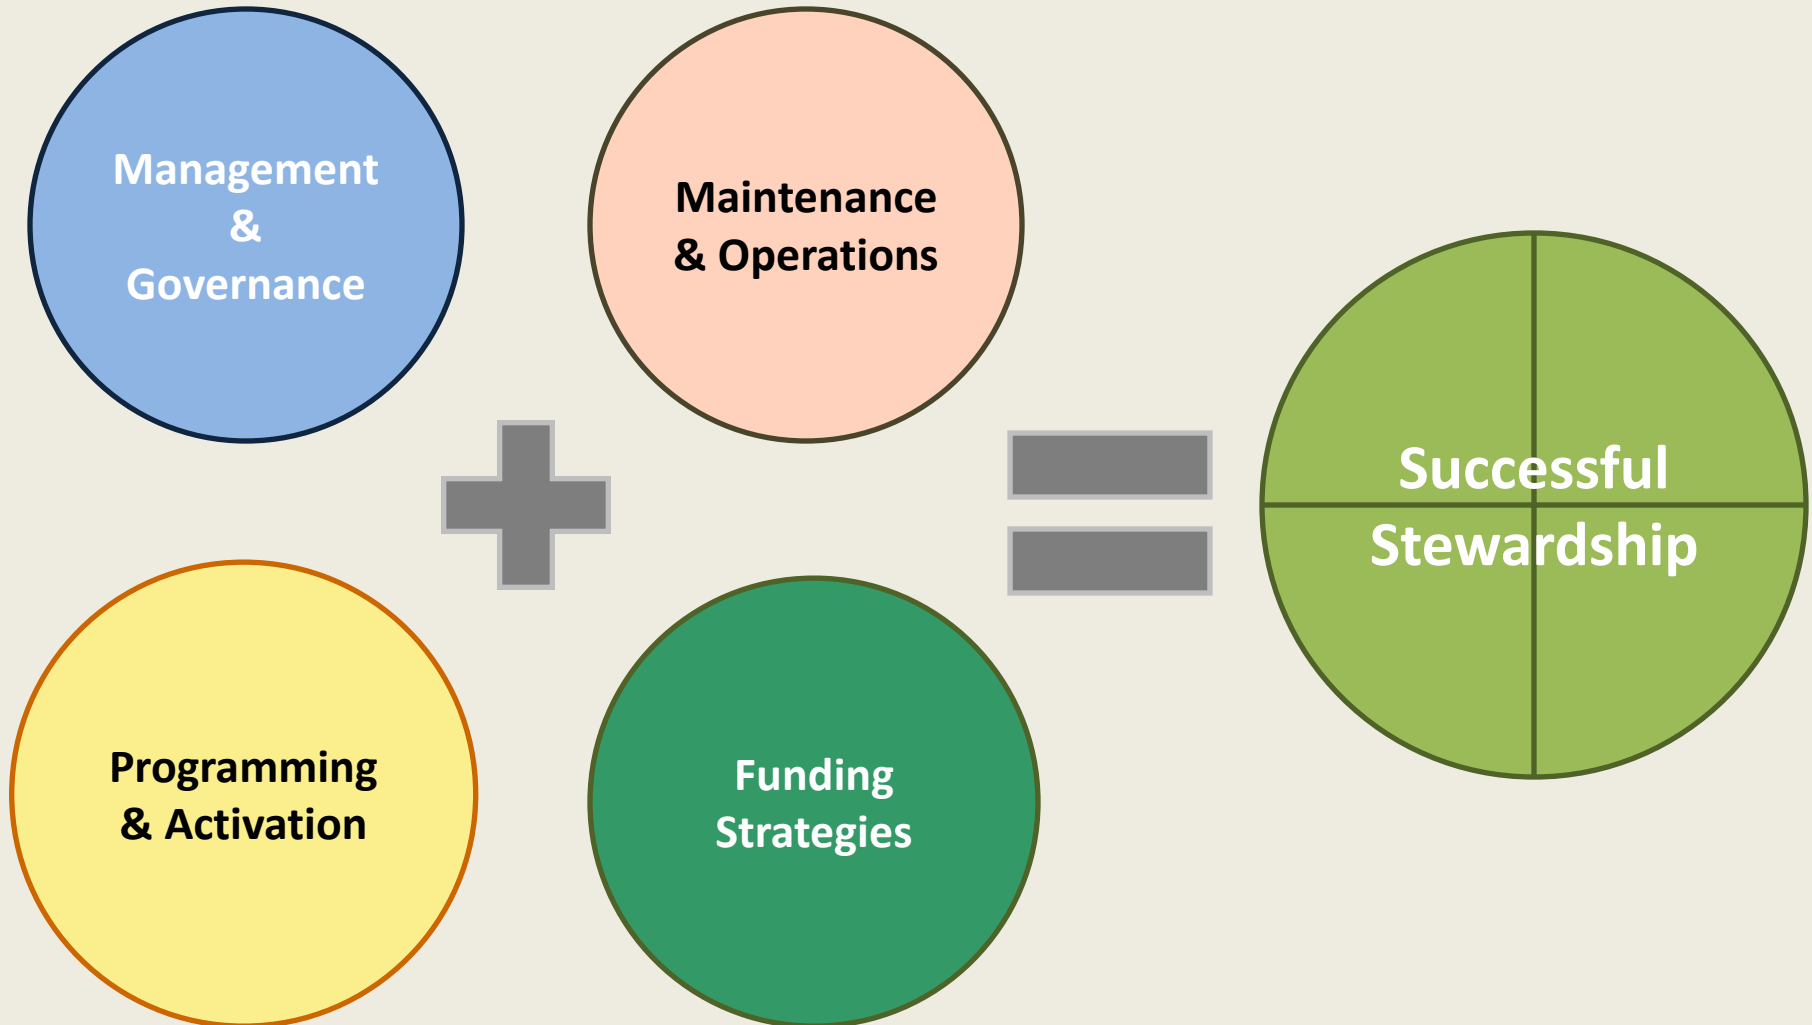 Management
&
Governance
Maintenance
& Operations
Programming
& Activation
Funding
Strategies
Successful
Stewardship